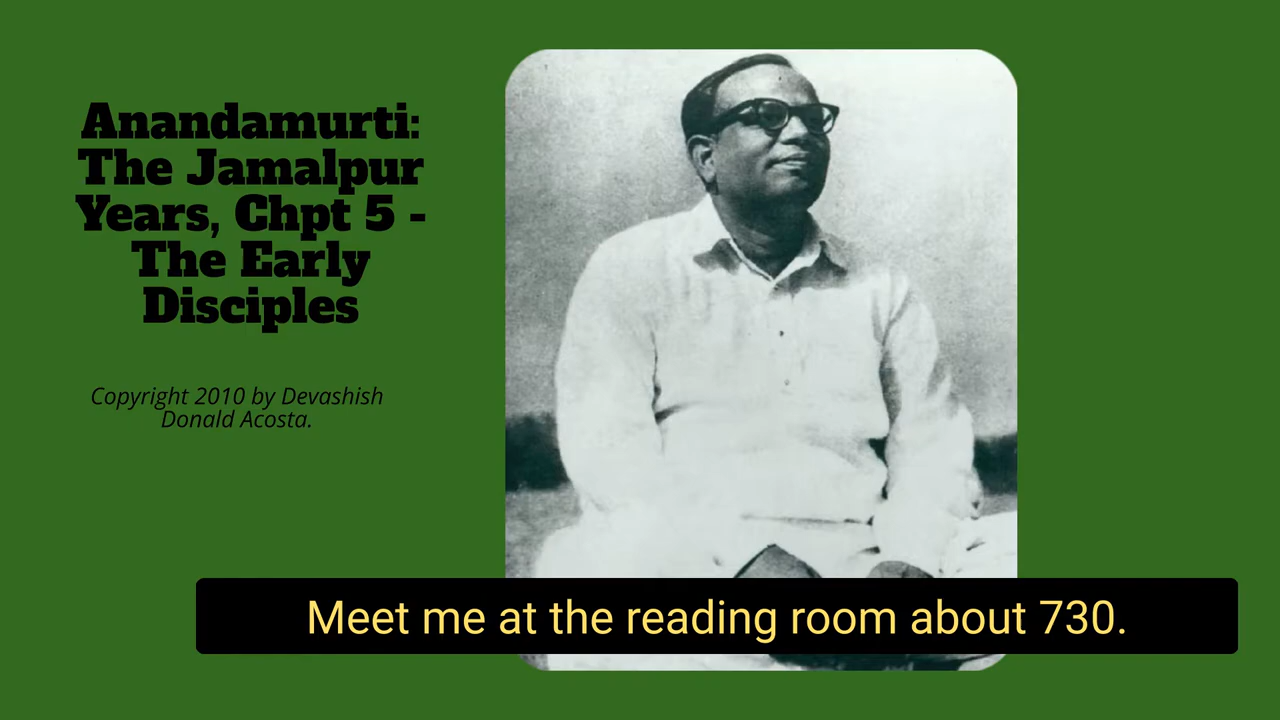 Anandamurti:
The Jamalpur
Years, Chpt 5 -
The Early
Disciples
Copyright 2010 by Devashish
Donald Acosta.
Meet me at the reading room about 730.